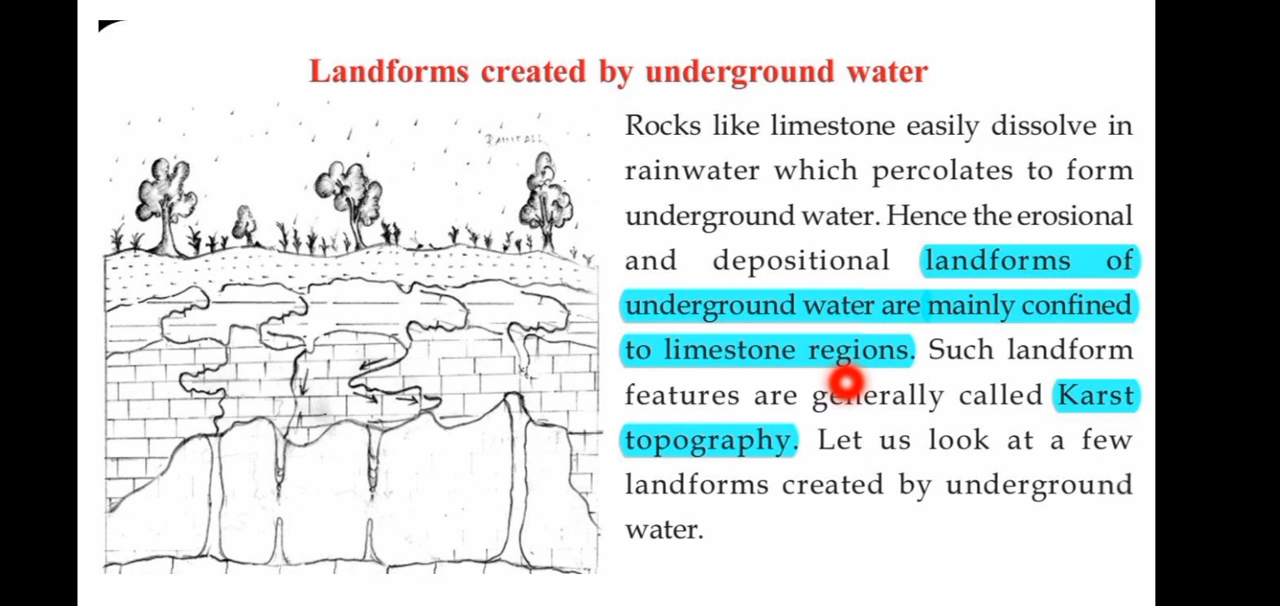 Landforms created by underground water
RAINFALL
Rocks like limestone easily dissolve in
rainwater which percolates to form
underground water. Hence the erosional
and depositional landforms of
underground water are mainly confined
to limestone regions. Such landform
features are generally called Karst
topography. Let us look at a few
landforms created by underground
water.